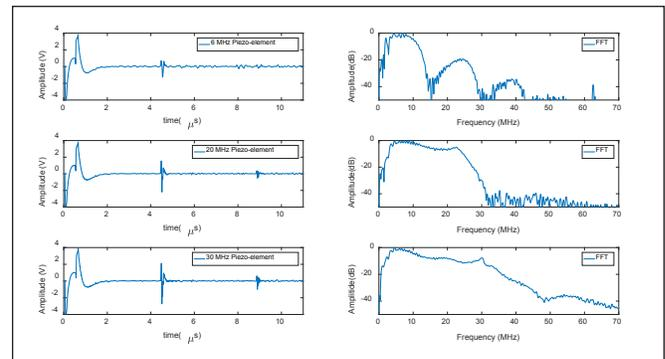 Amplitude (V)
4
2
0
-2
-4
6 MHz Piezo-element
0 2 4 6 8 10
time( μs)
Amplitude(dB)
0
-20
-40
FFT
0 10 20 30 40 50 60 70
Frequency (MHz)
Amplitude (V)
4
2
0
-2
-4
20 MHz Piezo-element
0 2 4 6 8 10
time( μs)
Amplitude(dB)
0
-50
FFT
0 10 20 30 40 50 60 70
Frequency (MHz)
Amplitude (V)
4
2
0
-2
-4
30 MHz Piezo-element
0 2 4 6 8 10
time( μs)
Amplitude(dB)
0
-20
-40
FFT
0 10 20 30 40 50 60 70
Frequency (MHz)